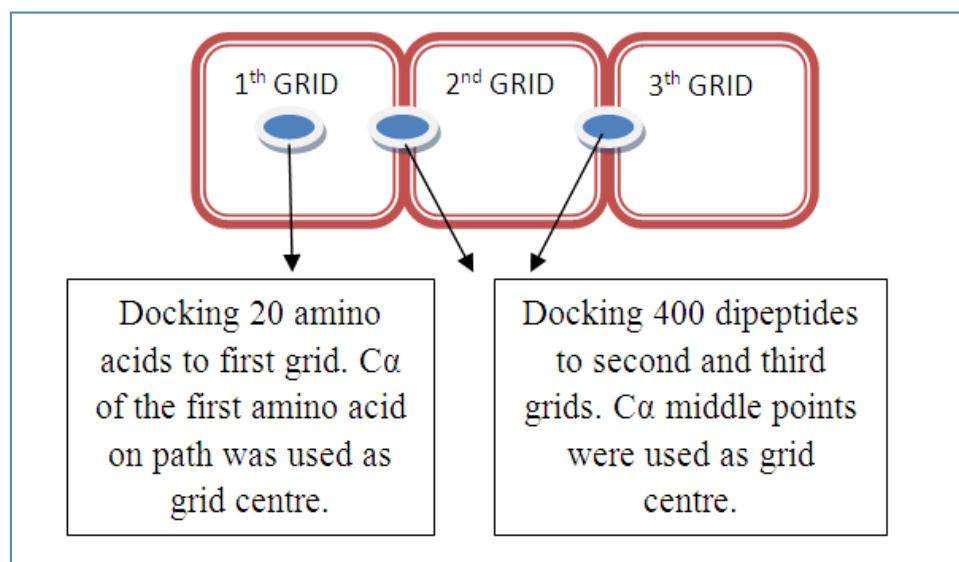 1th GRID
2nd GRID
3th GRID
Docking 20 amino
acids to first grid. Cα
of the first amino acid
on path was used as
grid centre.
Docking 400 dipeptides
to second and third
grids. Cα middle points
were used as grid
centre.